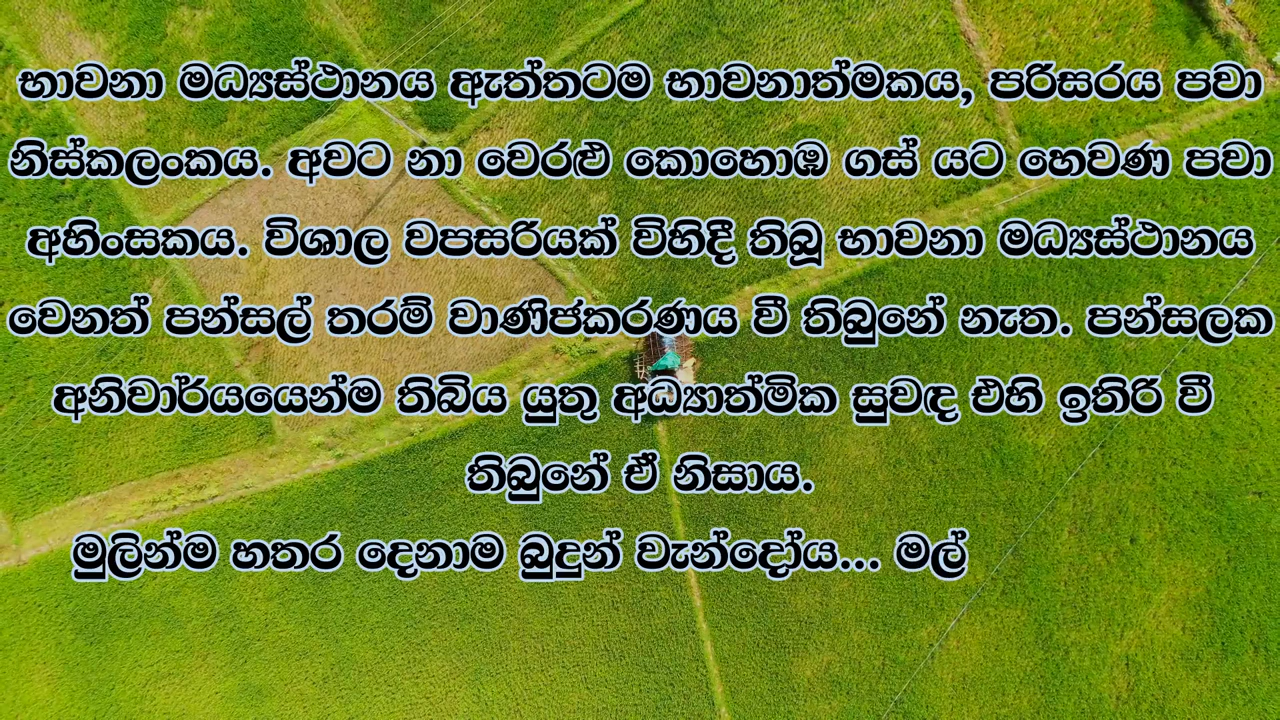 භාවනා මධ්‍යස්ථානය ඇත්තටම භාවනාත්මකය, පරිසරය පවා
නිස්කලංකය. අවට නා වෙරළු කොහොඹ ගස් යට හෙවණ පවා
අහිංසකය. විශාල වපසරියක් විහිදී තිබූ භාවනා මධ්‍යස්ථානය
වෙනත් පන්සල් තරම් වාණිජකරණය වී තිබුනේ නැත. පන්සලක
අනිවාර්යයෙන්ම තිබිය යුතු අධ්‍යාත්මික සුවඳ එහි ඉතිරි වී
තිබුනේ ඒ නිසාය.
මුලින්ම හතර දෙනාම බුදුන් වැන්දෝය... මල්